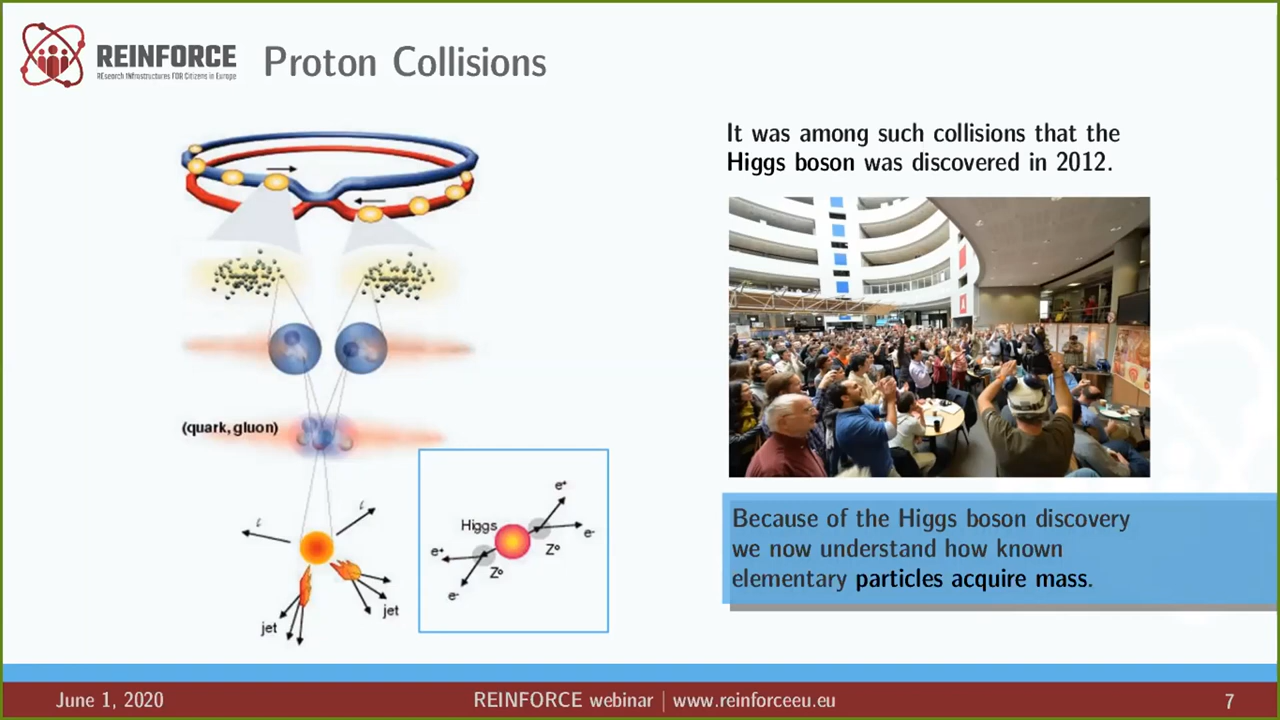 REINFORCE
REsearch INfrastructures FOR Citizens in Europe
Proton Collisions
It was among such collisions that the
Higgs boson was discovered in 2012.
(quark, gluon)
l
l
jet
jet
Higgs
e+
e-
Z°
e+
Z°
e-
Because of the Higgs boson discovery
we now understand how known
elementary particles acquire mass.
June 1, 2020
REINFORCE webinar | www.reinforceeu.eu
7